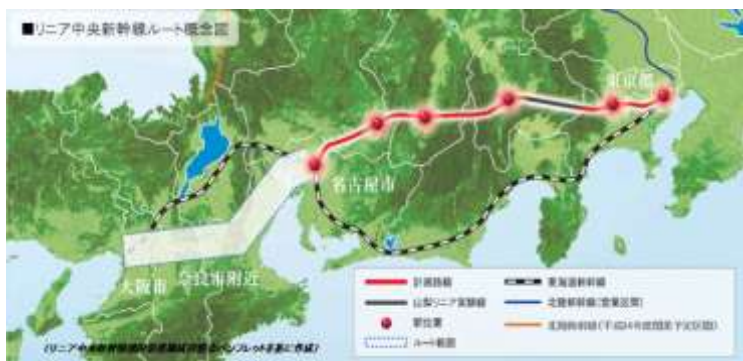 ■リニア中央新幹線ルート概念図
東京都
名古屋市
大阪市
奈良市附近
計画路線
東海道新幹線
山梨リニア実験線
北陸新幹線(営業区間)
駅位置
ルート範囲